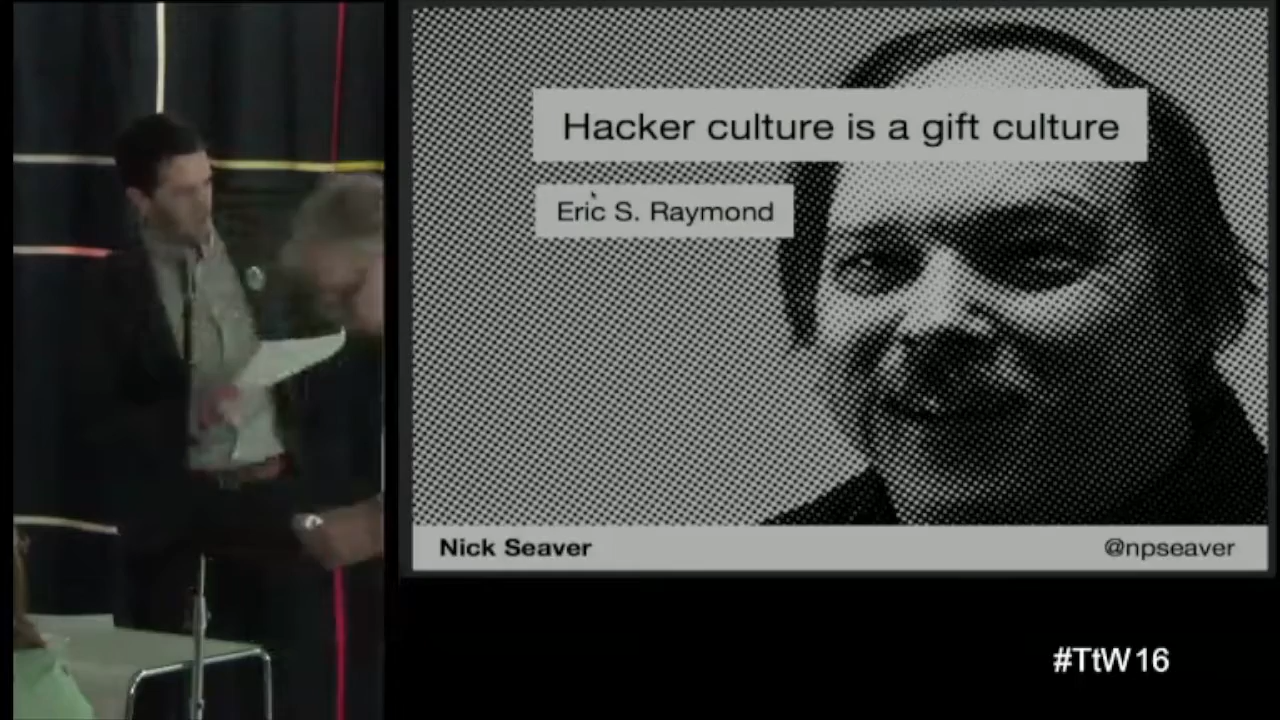 Hacker culture is a gift culture
Eric S. Raymond
Nick Seaver
@npseaver
#TtW16